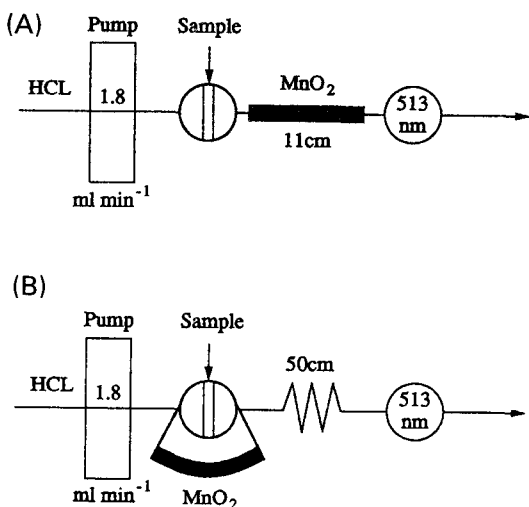 (A)
Pump
Sample
HCL
1.8
MnO₂
513
nm
11cm
ml min⁻¹
(B)
Pump
Sample
50cm
HCL
1.8
513
nm
MnO₂
ml min⁻¹